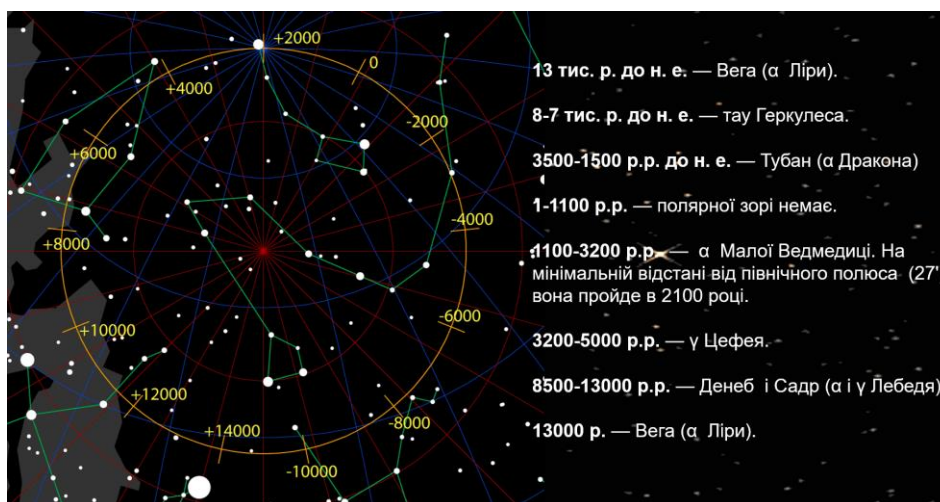 +2000
0
+4000
-2000
+6000
-4000
+8000
-6000
+10000
+12000
-8000
+14000
-10000
13 тис. р. до н. е. — Вега (α Ліри).
8-7 тис. р. до н. е. — тау Геркулеса.
3500-1500 р.р. до н. е. — Тубан (α Дракона)
1-1100 р.р. — полярної зорі немає.
1100-3200 р.р. — α Малої Ведмедиці. На
мінімальній відстані від північного полюса (27'
вона пройде в 2100 році.
3200-5000 р.р. — γ Цефея.
8500-13000 р.р. — Денеб і Садр (α і γ Лебедя)
13000 р. — Вега (α Ліри).